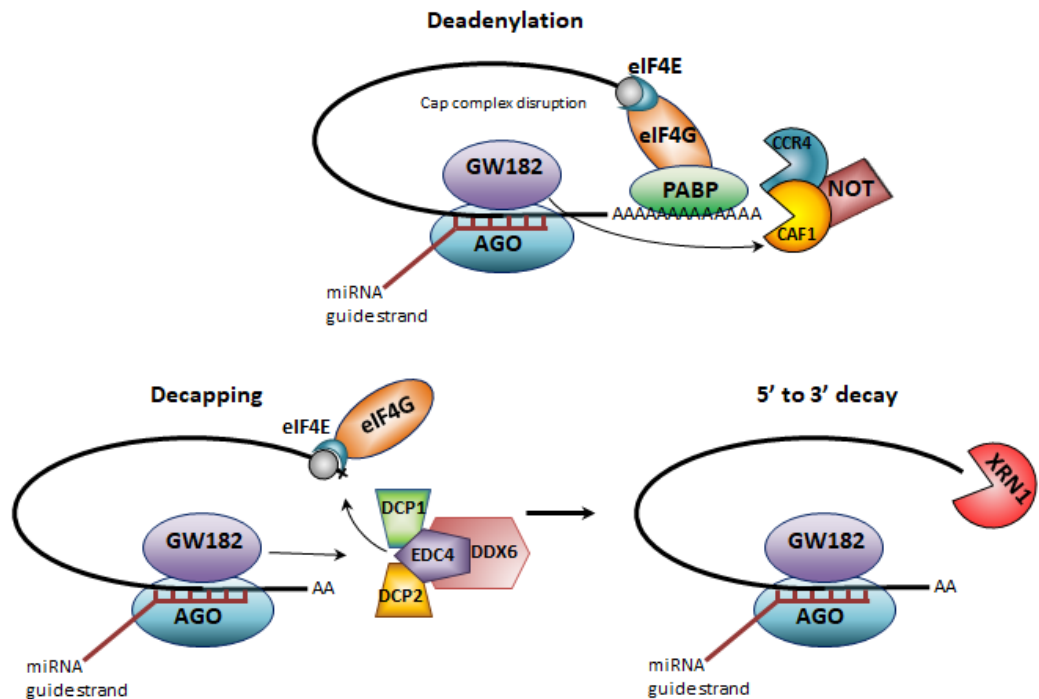 Deadenylation
eIF4E
Cap complex disruption
eIF4G
CCR4
GW182
PABP
NOT
AAAAAAAAAAAAA
CAF1
AGO
miRNA
guide strand
Decapping
5’ to 3’ decay
eIF4G
eIF4E
XRN1
DCP1
GW182
EDC4
DDX6
GW182
AA
AA
DCP2
AGO
AGO
miRNA
guide strand
miRNA
guide strand